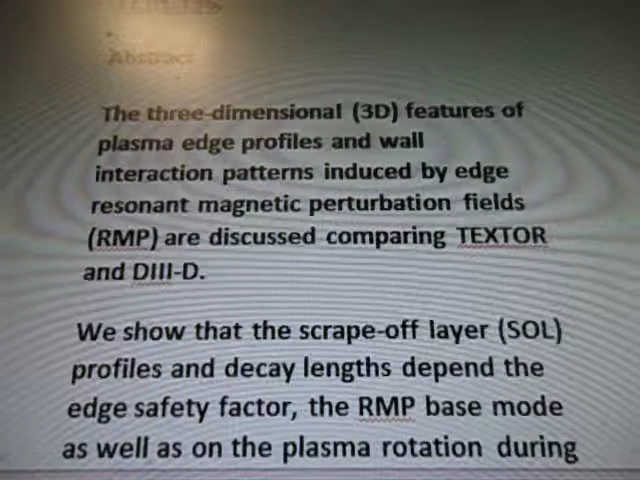 Abstract
The three-dimensional (3D) features of
plasma edge profiles and wall
interaction patterns induced by edge
resonant magnetic perturbation fields
(RMP) are discussed comparing TEXTOR
and DIII-D.
We show that the scrape-off layer (SOL)
profiles and decay lengths depend the
edge safety factor, the RMP base mode
as well as on the plasma rotation during